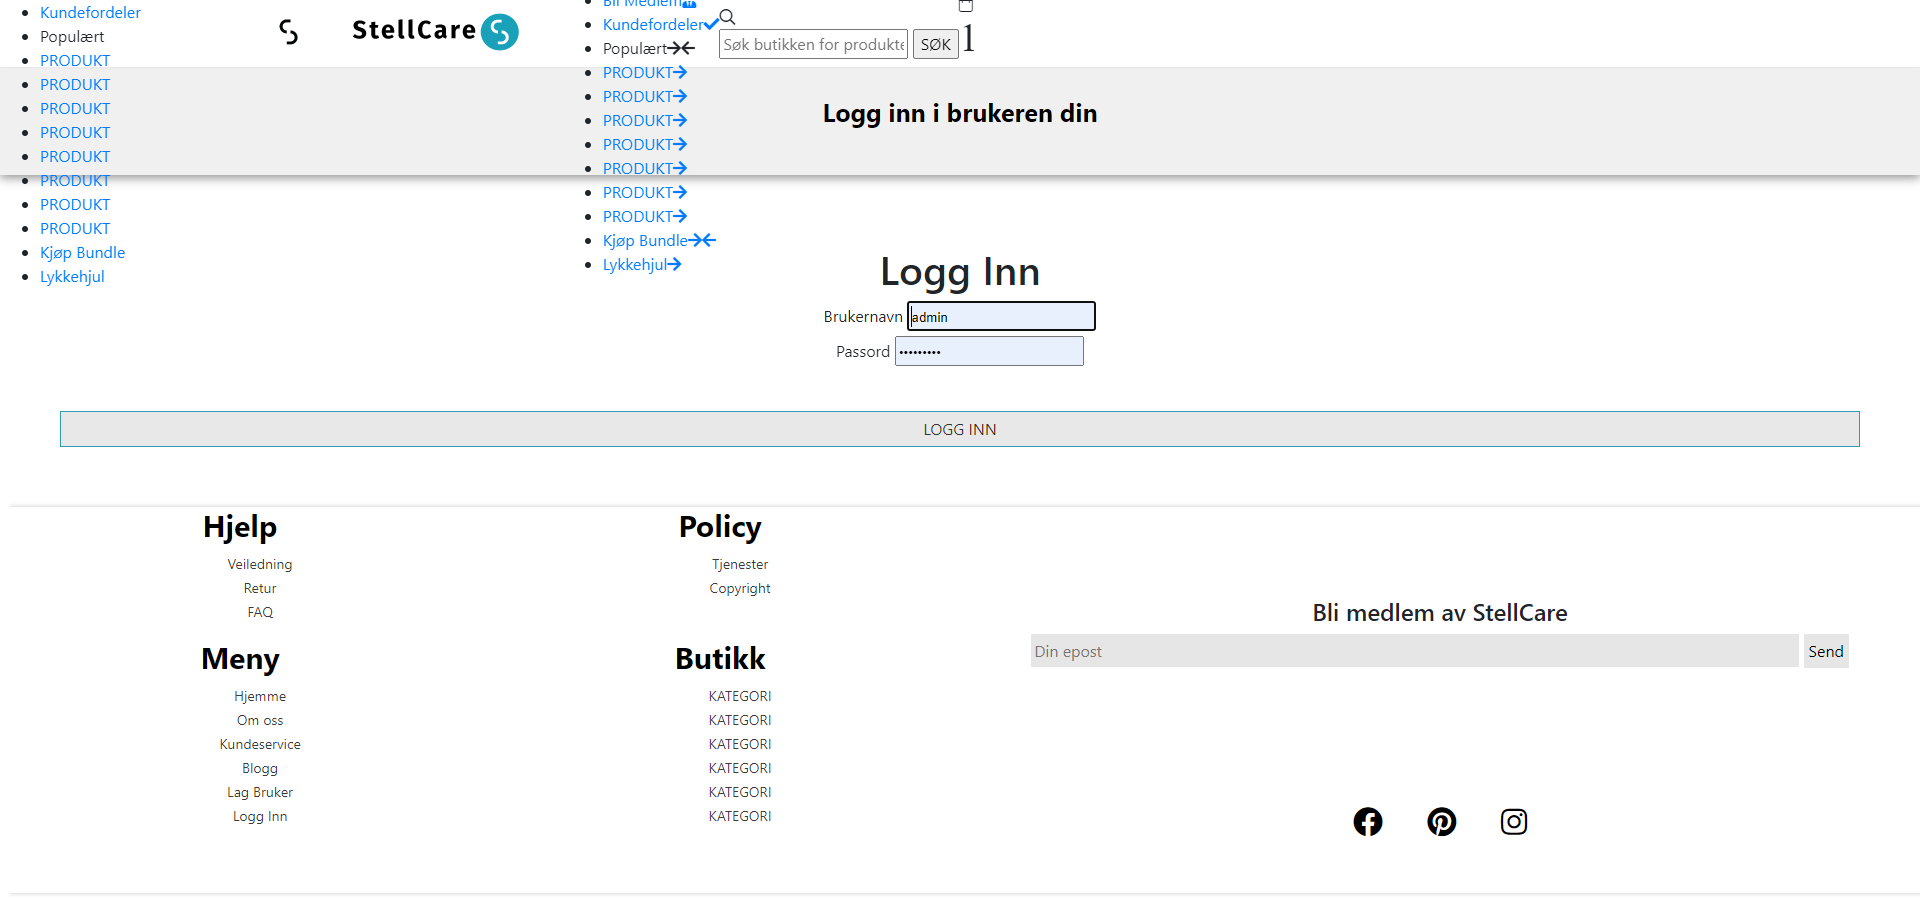 Kundefordeler
Populært
PRODUKT
PRODUKT
PRODUKT
PRODUKT
PRODUKT
PRODUKT
PRODUKT
PRODUKT
Kjøp Bundle
Lykkehjul
StellCare
Bli Medlem
Kundefordeler
Populært
PRODUKT
PRODUKT
PRODUKT
PRODUKT
PRODUKT
PRODUKT
PRODUKT
Kjøp Bundle
Lykkehjul
Søk butikken for produkte
SØK
1
Logg inn i brukeren din
Logg Inn
Brukernavn admin
Passord •••••••••
LOGG INN
Hjelp
Veiledning
Retur
FAQ
Policy
Tjenester
Copyright
Meny
Hjemme
Om oss
Kundeservice
Blogg
Lag Bruker
Logg Inn
Butikk
KATEGORI
KATEGORI
KATEGORI
KATEGORI
KATEGORI
KATEGORI
Bli medlem av StellCare
Din epost
Send